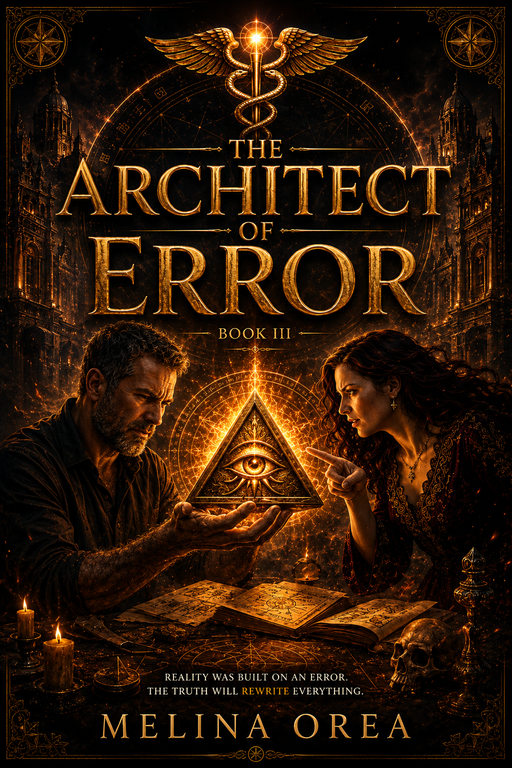 THE
ARCHITECT
OF
ERROR
BOOK III
REALITY WAS BUILT ON AN ERROR.
THE TRUTH WILL REWRITE EVERYTHING.
MELINA OREA